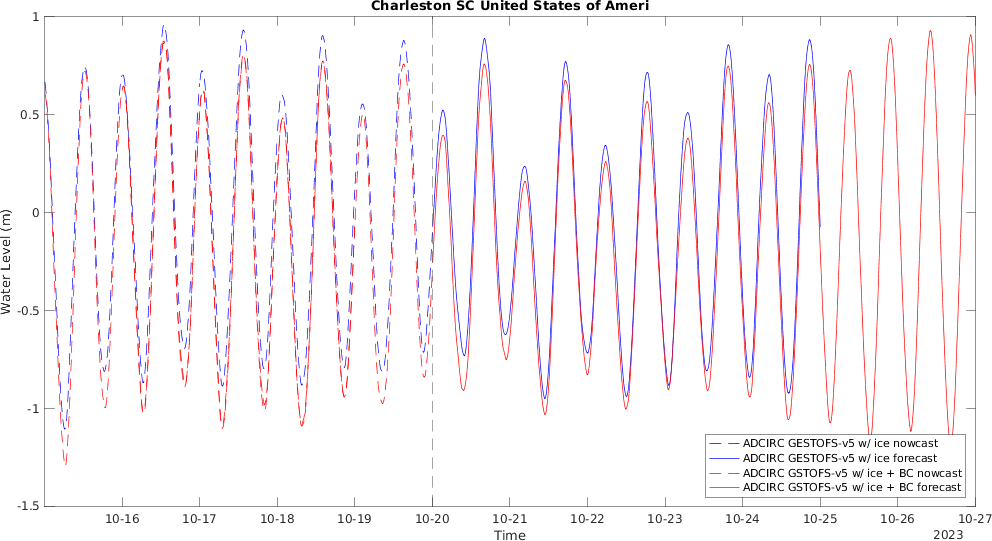 Charleston SC United States of Ameri
Water Level (m)
1
0.5
0
-0.5
-1
-1.5
ADCIRC GESTOFS-v5 w/ ice nowcast
ADCIRC GESTOFS-v5 w/ ice forecast
ADCIRC GSTOFS-v5 w/ ice + BC nowcast
ADCIRC GSTOFS-v5 w/ ice + BC forecast
10-16 10-17 10-18 10-19 10-20 10-21 10-22 10-23 10-24 10-25 10-26 10-27
Time
2023